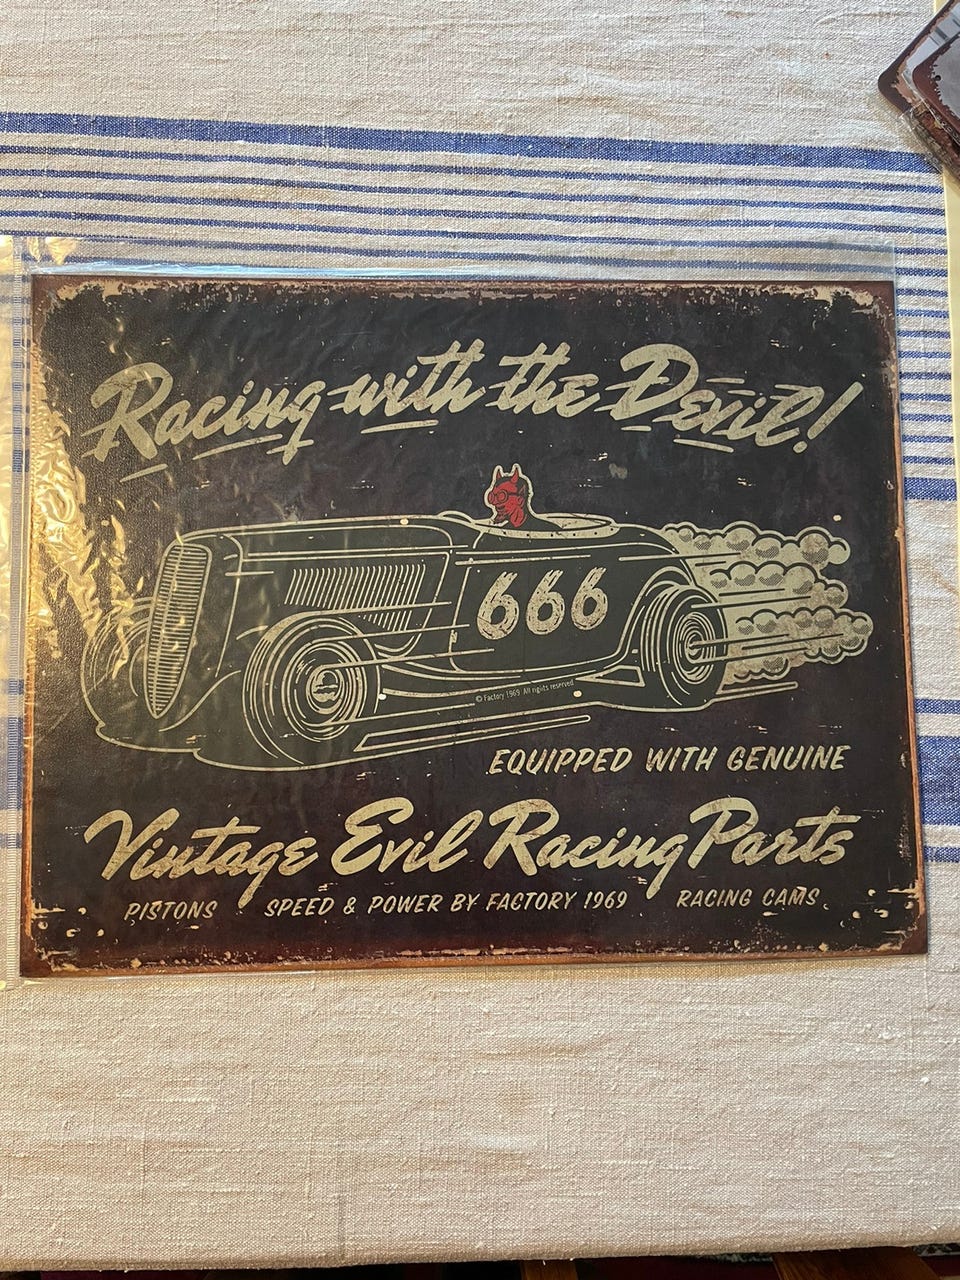 Racing with the Devil!
666
© Factory 1969 All rights reserved
EQUIPPED WITH GENUINE
Vintage Evil Racing Parts
PISTONS SPEED & POWER BY FACTORY 1969 RACING CAMS